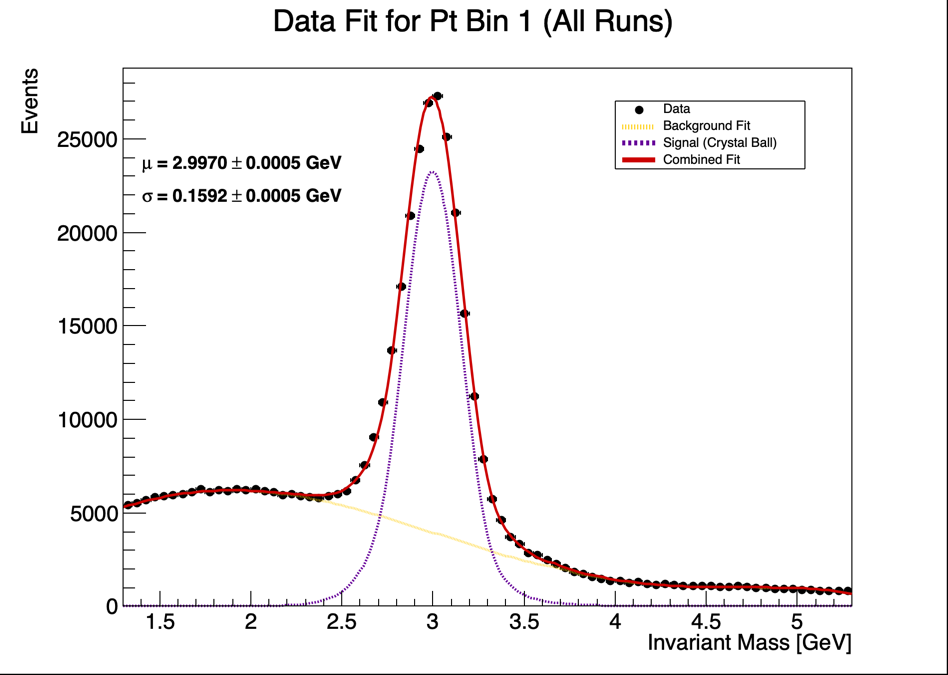 Data Fit for Pt Bin 1 (All Runs)
Events
Data
Background Fit
Signal (Crystal Ball)
Combined Fit
μ = 2.9970 ± 0.0005 GeV
σ = 0.1592 ± 0.0005 GeV
25000
20000
15000
10000
5000
0
1.5 2 2.5 3 3.5 4 4.5 5
Invariant Mass [GeV]